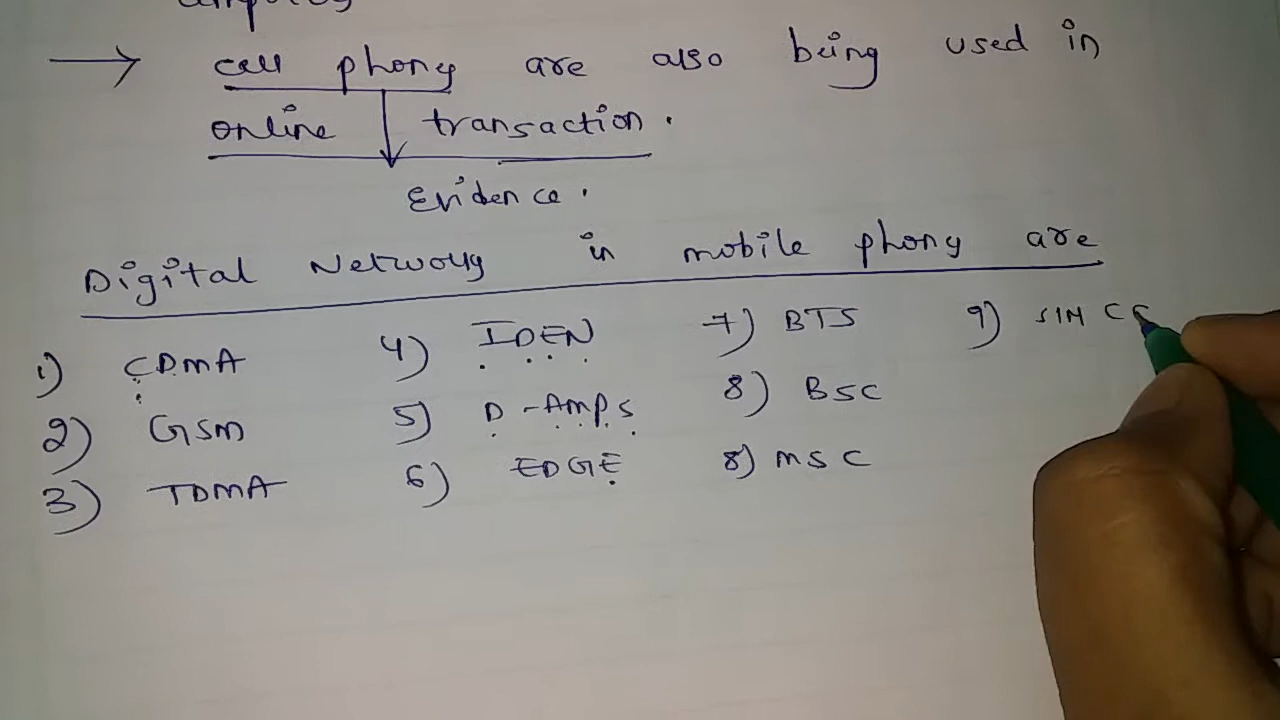 → cell phony are also being used in
online transaction.
Evidence.
Digital Netwony in mobile phony are
1) CDMA
2) GSM
3) TDMA
4) IDEN
5) D-AMPS
6) EDGE
7) BTS
8) BSC
8) MSC
9) SIM